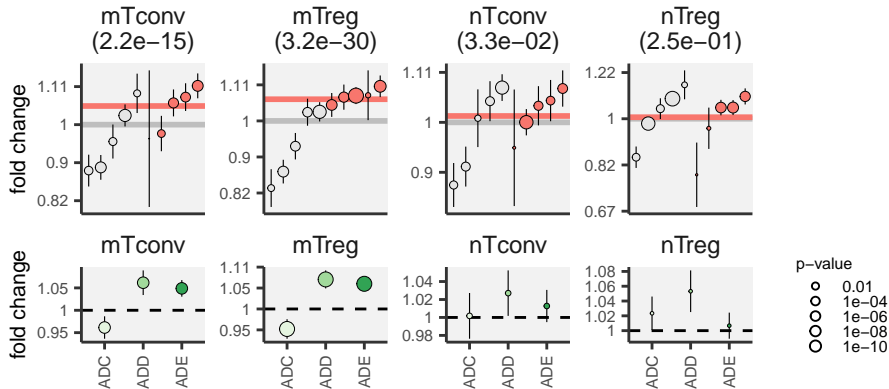 mTconv
(2.2e−15)
mTreg
(3.2e−30)
nTconv
(3.3e−02)
nTreg
(2.5e−01)
fold change
1.11
1
0.9
0.82
1.11
1
0.9
0.82
1.11
1
0.9
1.22
1
0.82
0.67
mTconv
mTreg
nTconv
nTreg
fold change
1.05
1
0.95
1.11
1.05
1
0.95
1.04
1.02
1
0.98
1.08
1.06
1.04
1.02
1
ADC
ADD
ADE
ADC
ADD
ADE
ADC
ADD
ADE
ADC
ADD
ADE
p−value
0.01
1e−04
1e−06
1e−08
1e−10